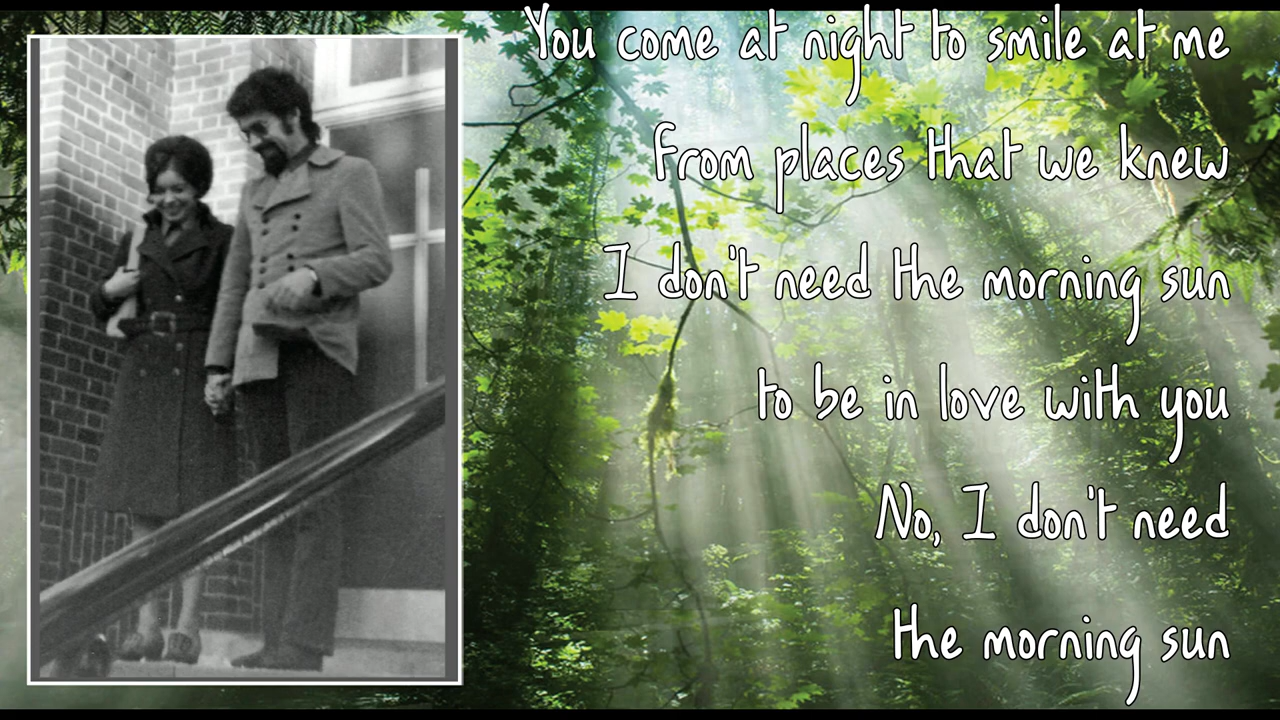 You come at night to smile at me
From places that we knew
I don't need the morning sun
to be in love with you
No, I don't need
the morning sun